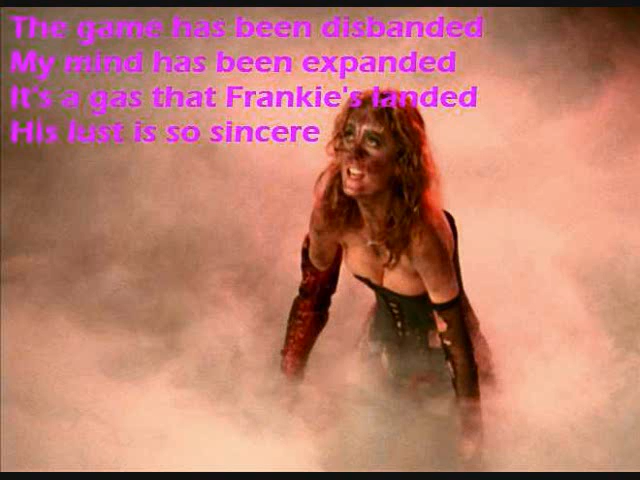 The game has been disbanded
My mind has been expanded
It's a gas that Frankie's landed
His lust is so sincere